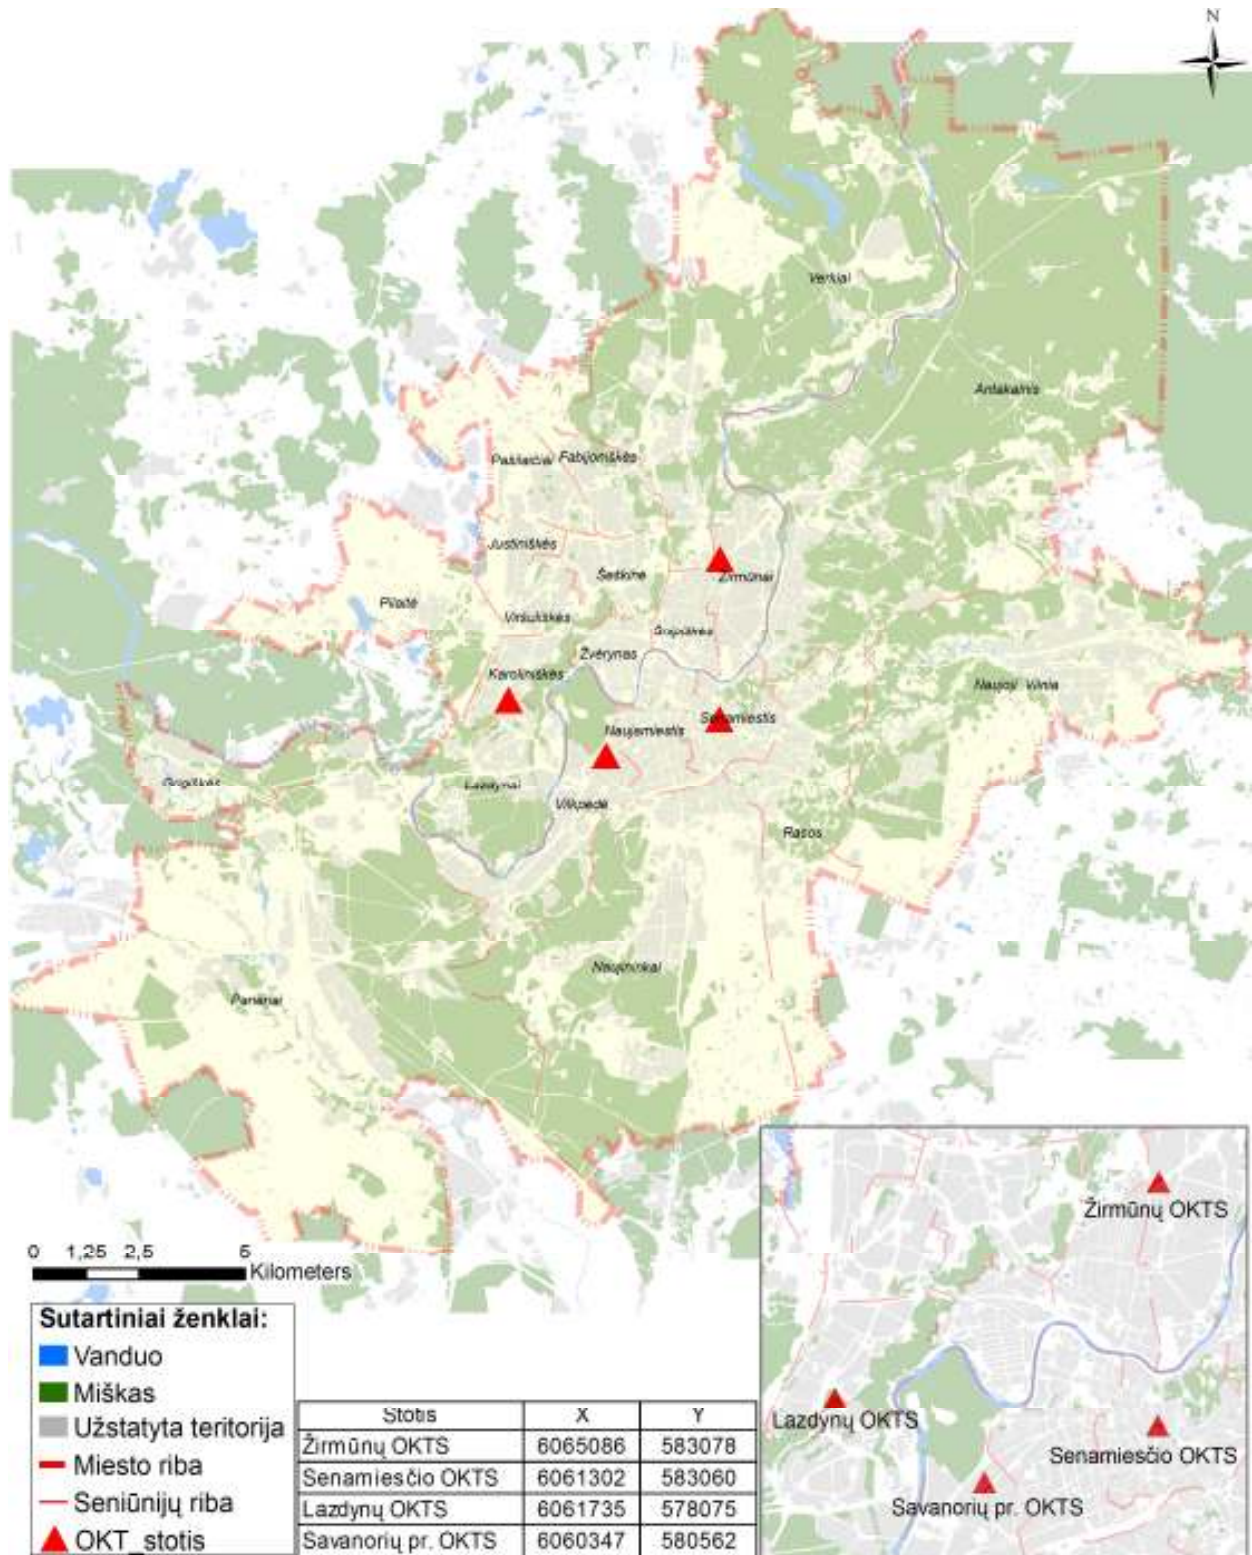 N
Verkiai
Antakalnis
Pašilaičiai Fabijoniškės
Justiniškės
Šeškinė
Žirmūnai
Pilaitė
Viršuliškės
Šnipiškės
Žvėrynas
Karoliniškės
Naujoji Vilnia
Senamiestis
Naujamiestis
Grigiškės
Lazdynai
Vilkpėdė
Rasos
Naujininkai
Paneriai
0 1,25 2,5 5
Kilometers
Sutartiniai ženklai:
Vanduo
Miškas
Užstatyta teritorija
Miesto riba
Seniūnijų riba
OKT_stotis
Stotis X Y
Žirmūnų OKTS 6065086 583078
Senamiesčio OKTS 6061302 583060
Lazdynų OKTS 6061735 578075
Savanorių pr. OKTS 6060347 580562
Žirmūnų OKTS
Lazdynų OKTS
Senamiesčio OKTS
Savanorių pr. OKTS